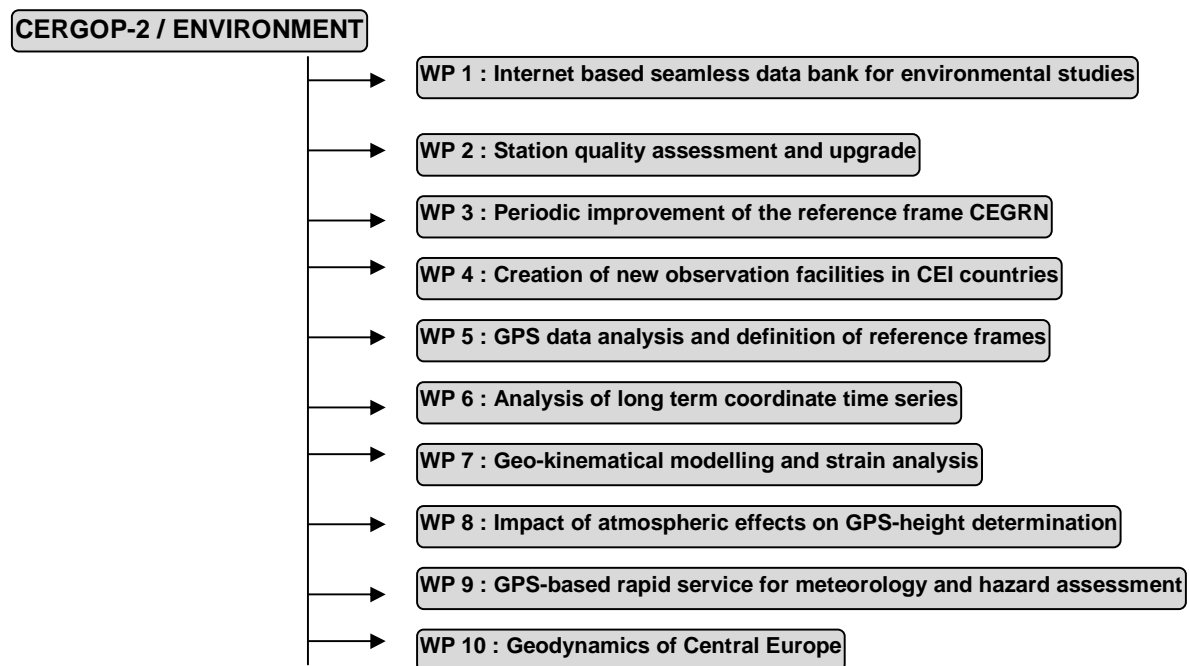 CERGOP-2 / ENVIRONMENT
WP 1 : Internet based seamless data bank for environmental studies
WP 2 : Station quality assessment and upgrade
WP 3 : Periodic improvement of the reference frame CEGRN
WP 4 : Creation of new observation facilities in CEI countries
WP 5 : GPS data analysis and definition of reference frames
WP 6 : Analysis of long term coordinate time series
WP 7 : Geo-kinematical modelling and strain analysis
WP 8 : Impact of atmospheric effects on GPS-height determination
WP 9 : GPS-based rapid service for meteorology and hazard assessment
WP 10 : Geodynamics of Central Europe